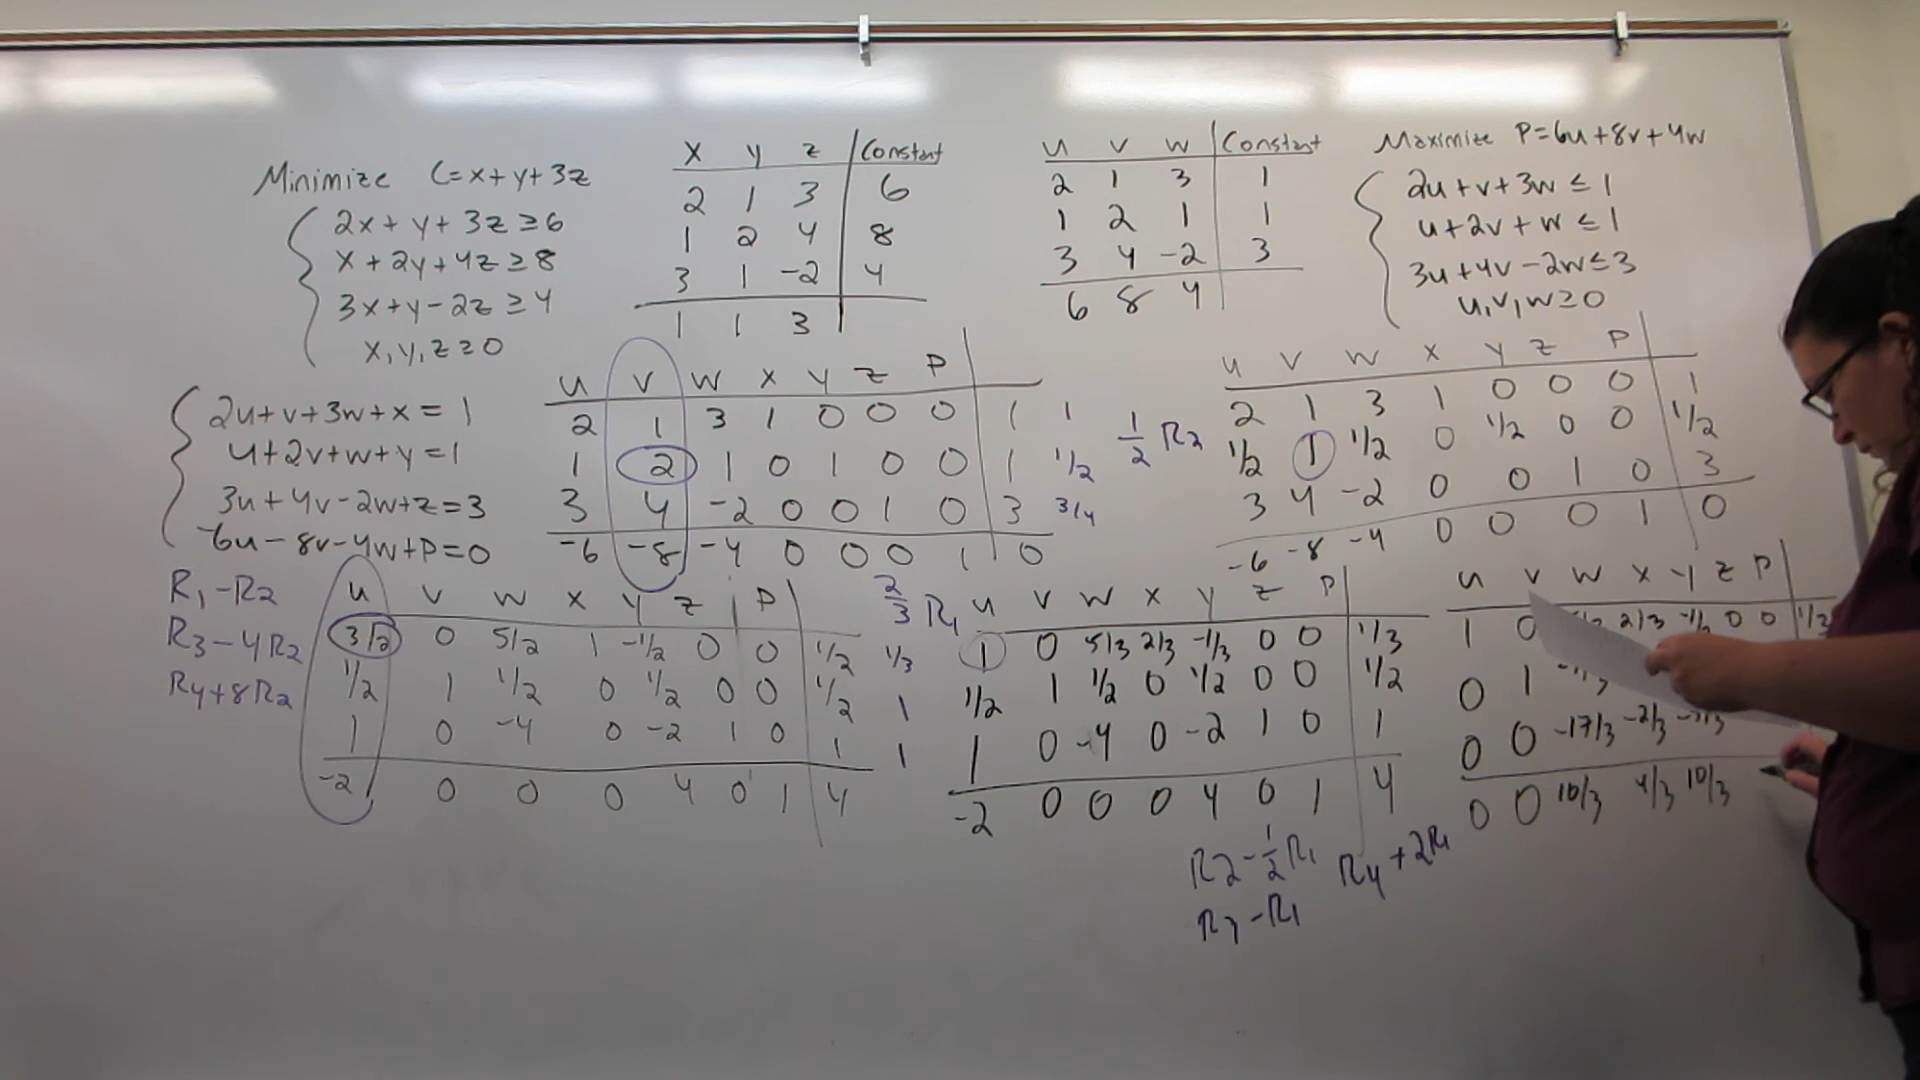 Minimize C=x+y+3z
2x+y+3z≥6
x+2y+4z≥8
3x+y-2z≥4
x,y,z≥0
x y z Constant
2 1 3 6
1 2 4 8
3 1 -2 4
1 1 3
u v w Constant
2 1 3 1
1 2 1 1
3 4 -2 3
6 8 4
Maximize P=6u+8v+4w
2u+v+3w≤1
u+2v+w≤1
3u+4v-2w≤3
u,v,w≥0
2u+v+3w+x=1
u+2v+w+y=1
3u+4v-2w+z=3
-6u-8v-4w+P=0
u v w x y z P
2 1 3 1 0 0 0 1 1
1 2 1 0 1 0 0 1 1/2
3 4 -2 0 0 1 0 3 3/4
-6 -8 -4 0 0 0 1 0
1/2 R2
u v w x y z P
2 1 3 1 0 0 0 1
1/2 1 1/2 0 1/2 0 0 1/2
3 4 -2 0 0 1 0 3
-6 -8 -4 0 0 0 1 0
R1-R2
R3-4R2
R4+8R2
u v w x y z P
3/2 0 5/2 1 -1/2 0 0 1/2 1/3
1/2 1 1/2 0 1/2 0 0 1/2 1
1 0 -4 0 -2 1 0 1 1
-2 0 0 0 4 0 1 4
2/3 R1
u v w x y z P
1 0 5/3 2/3 -1/3 0 0 1/3
1/2 1 1/2 0 1/2 0 0 1/2
1 0 -4 0 -2 1 0 1
-2 0 0 0 4 0 1 4
R2-1/2R1 R4+2R1
R3-R1
u v w x y z P
1 0 2/3 -1/3 0 0 1/3
0 1
0 0 -17/3 -2/3
0 0 10/3 4/3 10/3